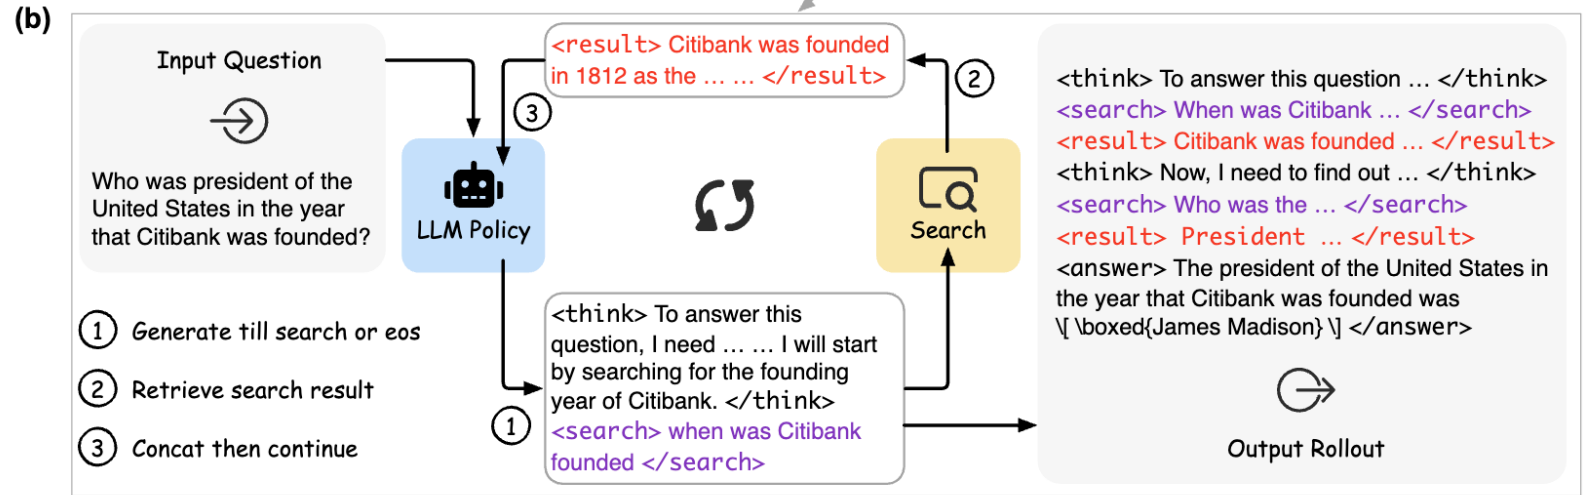 (b)
Input Question
Who was president of the
United States in the year
that Citibank was founded?
<result> Citibank was founded
in 1812 as the ... ... </result>
2
3
LLM Policy
Search
1 Generate till search or eos
2 Retrieve search result
3 Concat then continue
<think> To answer this
question, I need ... ... I will start
by searching for the founding
year of Citibank. </think>
<search> when was Citibank
founded </search>
1
<think> To answer this question ... </think>
<search> When was Citibank ... </search>
<result> Citibank was founded ... </result>
<think> Now, I need to find out ... </think>
<search> Who was the ... </search>
<result> President ... </result>
<answer> The president of the United States in
the year that Citibank was founded was
\[ \boxed{James Madison} \] </answer>
Output Rollout